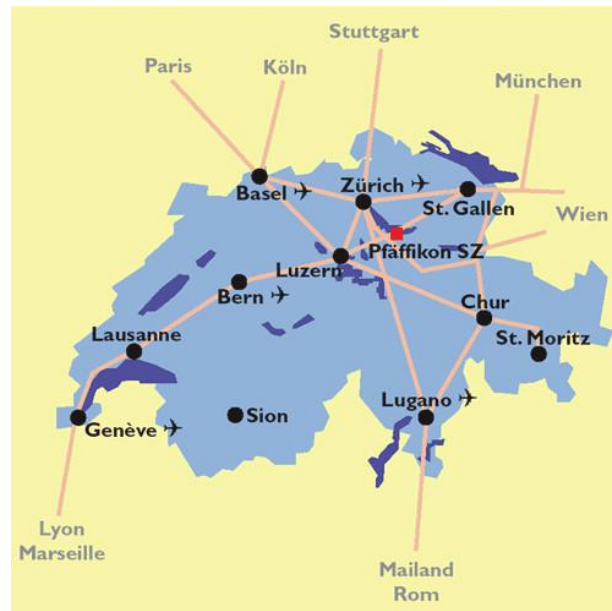 Stuttgart
Paris
Köln
München
Basel
Zürich
St. Gallen
Wien
Pfäffikon SZ
Luzern
Bern
Chur
Lausanne
St. Moritz
Lugano
Sion
Genève
Lyon
Marseille
Mailand
Rom